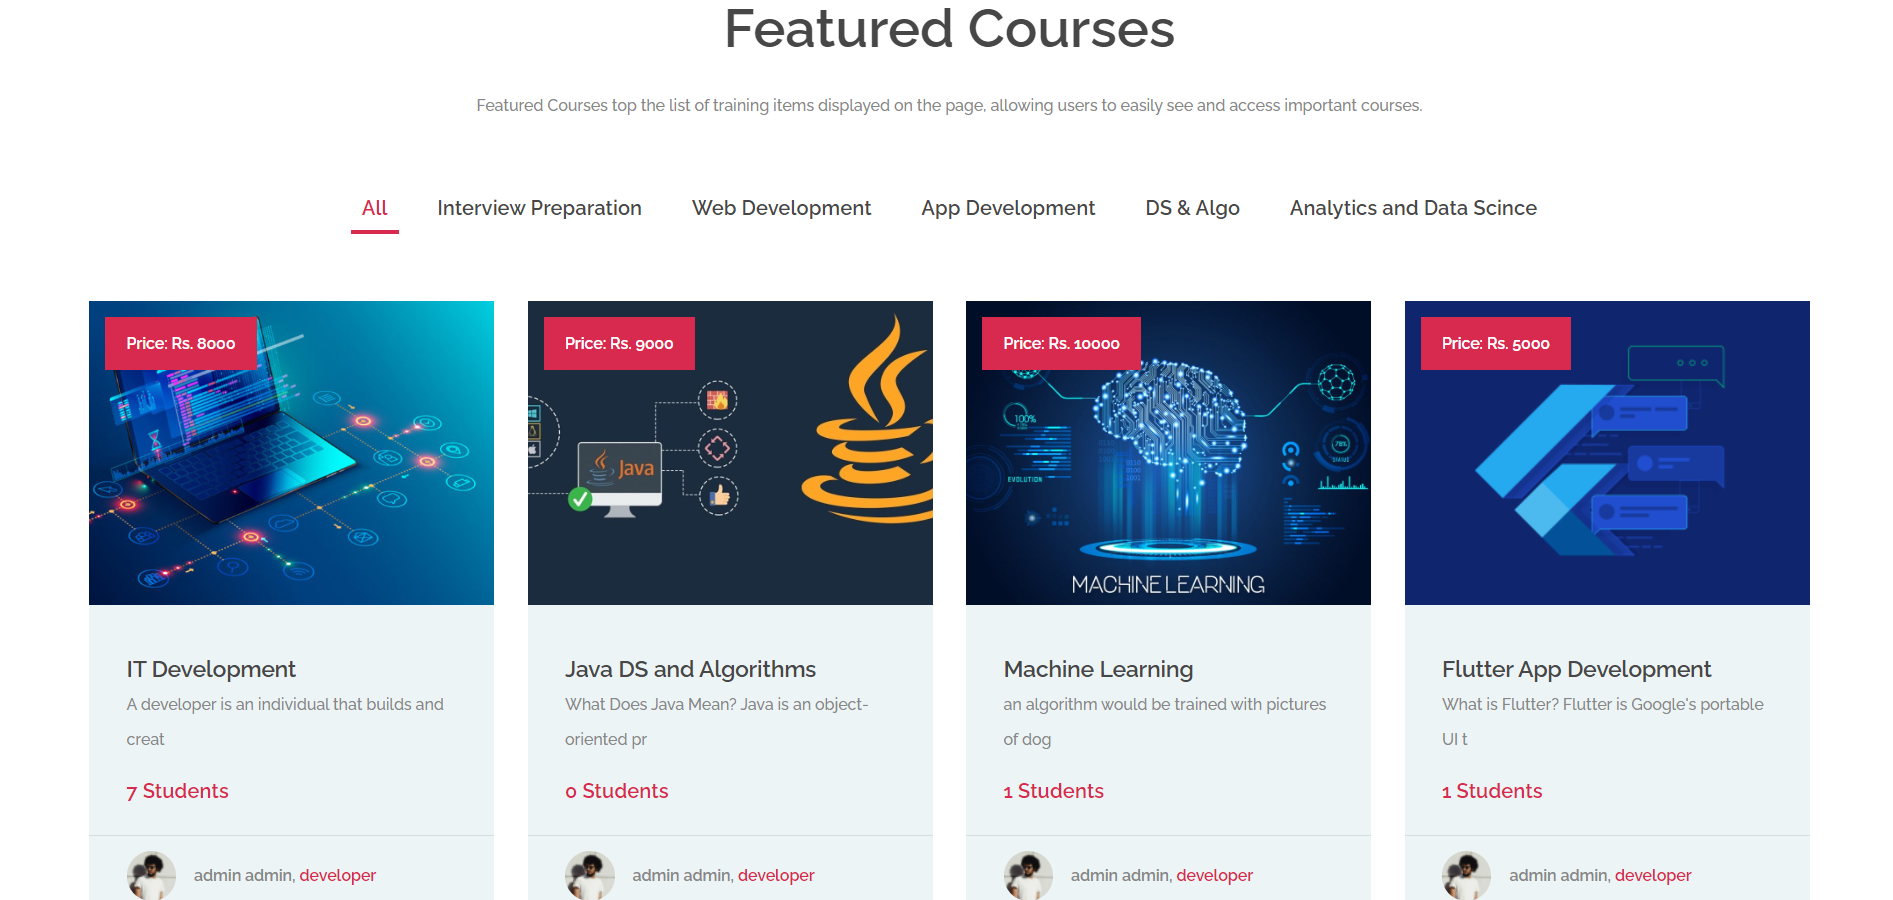 Featured Courses
Featured Courses top the list of training items displayed on the page, allowing users to easily see and access important courses.
All Interview Preparation Web Development App Development DS & Algo Analytics and Data Scince
Price: Rs. 8000
Price: Rs. 9000
Java
Price: Rs. 10000
100%
EVOLUTION
78%
STATUS
MACHINE LEARNING
Price: Rs. 5000
IT Development
A developer is an individual that builds and
creat
7 Students
admin admin, developer
Java DS and Algorithms
What Does Java Mean? Java is an object-
oriented pr
0 Students
admin admin, developer
Machine Learning
an algorithm would be trained with pictures
of dog
1 Students
admin admin, developer
Flutter App Development
What is Flutter? Flutter is Google's portable
UI t
1 Students
admin admin, developer